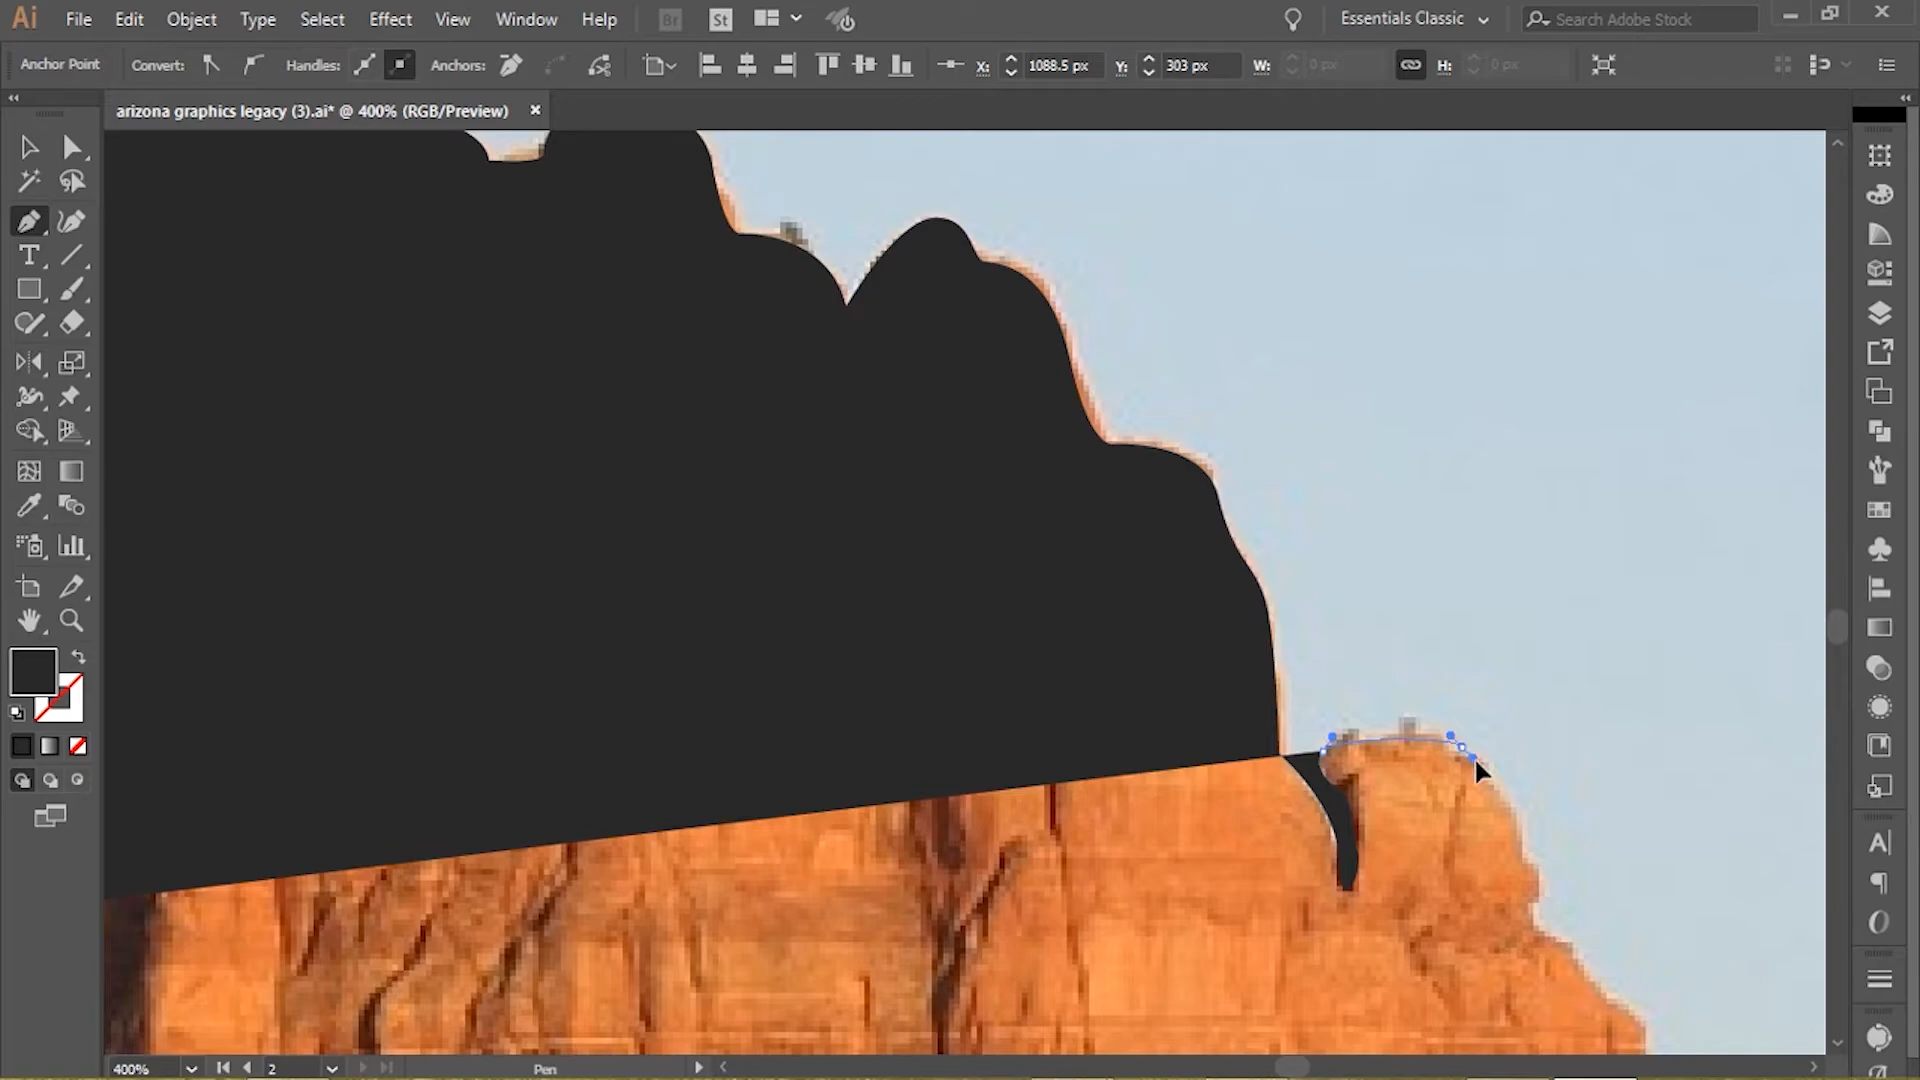 Ai File Edit Object Type Select Effect View Window Help Br St Essentials Classic Search Adobe Stock
Anchor Point Convert: Handles: Anchors: X: 1088.5 px Y: 303 px W: 0 px H: 0 px
arizona graphics legacy (3).ai* @ 400% (RGB/Preview)
400% 2 Pen